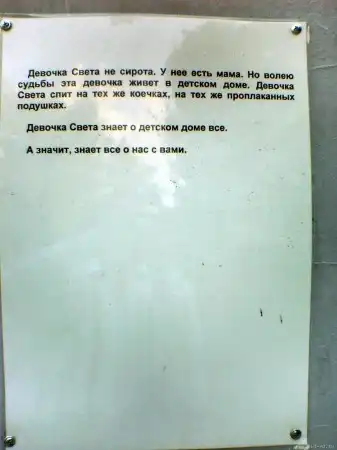 Девочка Света не сирота. У нее есть мама. Но волею
судьбы эта девочка живет в детском доме. Девочка
Света спит на тех же коечках, на тех же проплаканных
подушках.
Девочка Света знает о детском доме все.
А значит, знает все о нас с вами.